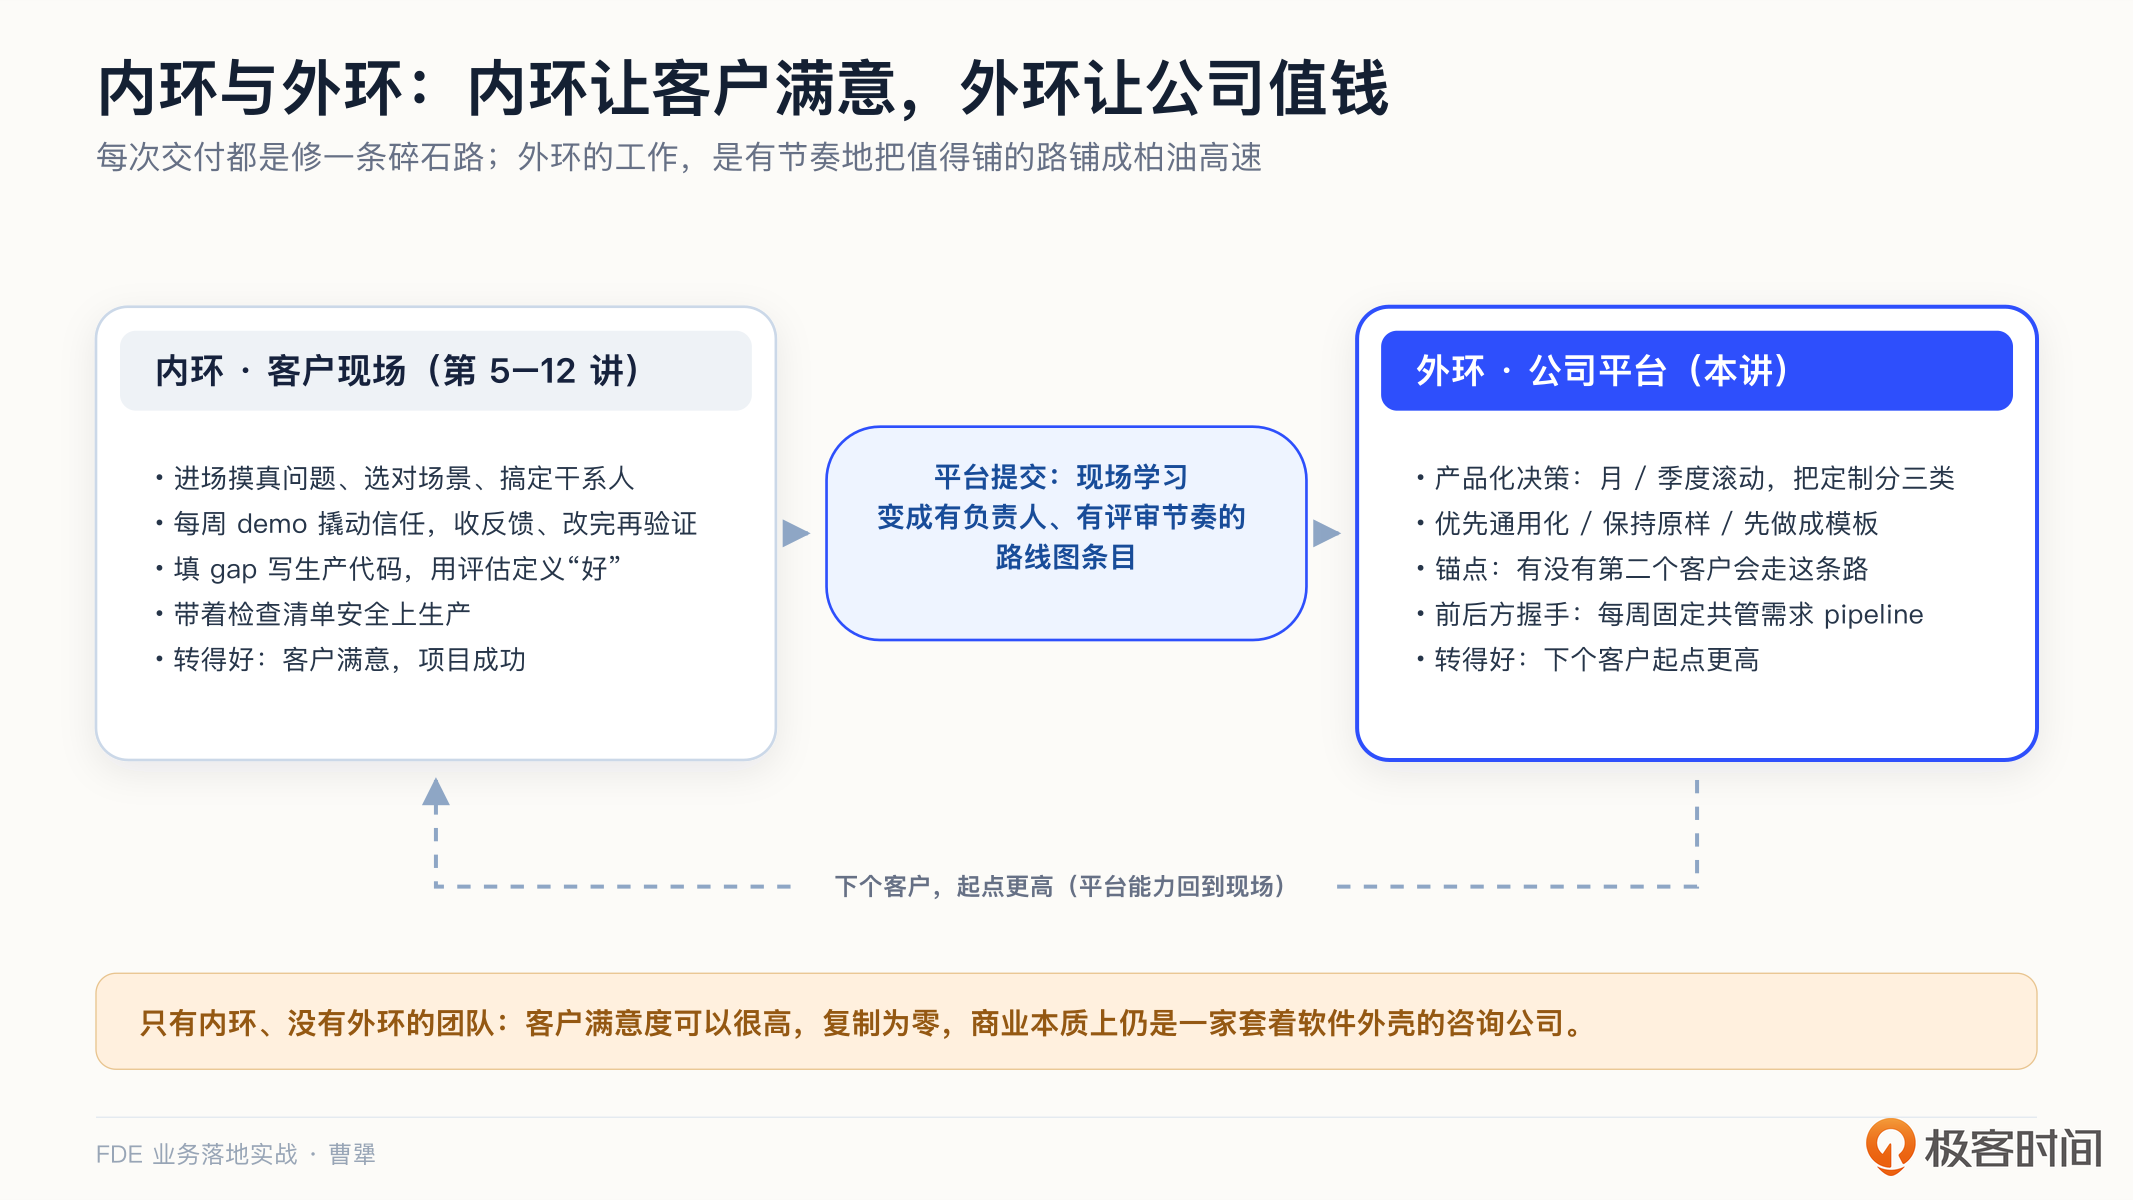 内环与外环：内环让客户满意，外环让公司值钱
每次交付都是修一条碎石路；外环的工作，是有节奏地把值得铺的路铺成柏油高速
内环 · 客户现场（第 5—12 讲）
• 进场摸真问题、选对场景、搞定干系人
• 每周 demo 撬动信任，收反馈、改完再验证
• 填 gap 写生产代码，用评估定义“好”
• 带着检查清单安全上生产
• 转得好：客户满意，项目成功
平台提交：现场学习
变成有负责人、有评审节奏的
路线图条目
外环 · 公司平台（本讲）
• 产品化决策：月 / 季度滚动，把定制分三类
• 优先通用化 / 保持原样 / 先做成模板
• 锚点：有没有第二个客户会走这条路
• 前后方握手：每周固定共管需求 pipeline
• 转得好：下个客户起点更高
下个客户，起点更高（平台能力回到现场）
只有内环、没有外环的团队：客户满意度可以很高，复制为零，商业本质上仍是一家套着软件外壳的咨询公司。
FDE 业务落地实战 · 曹犟
极客时间